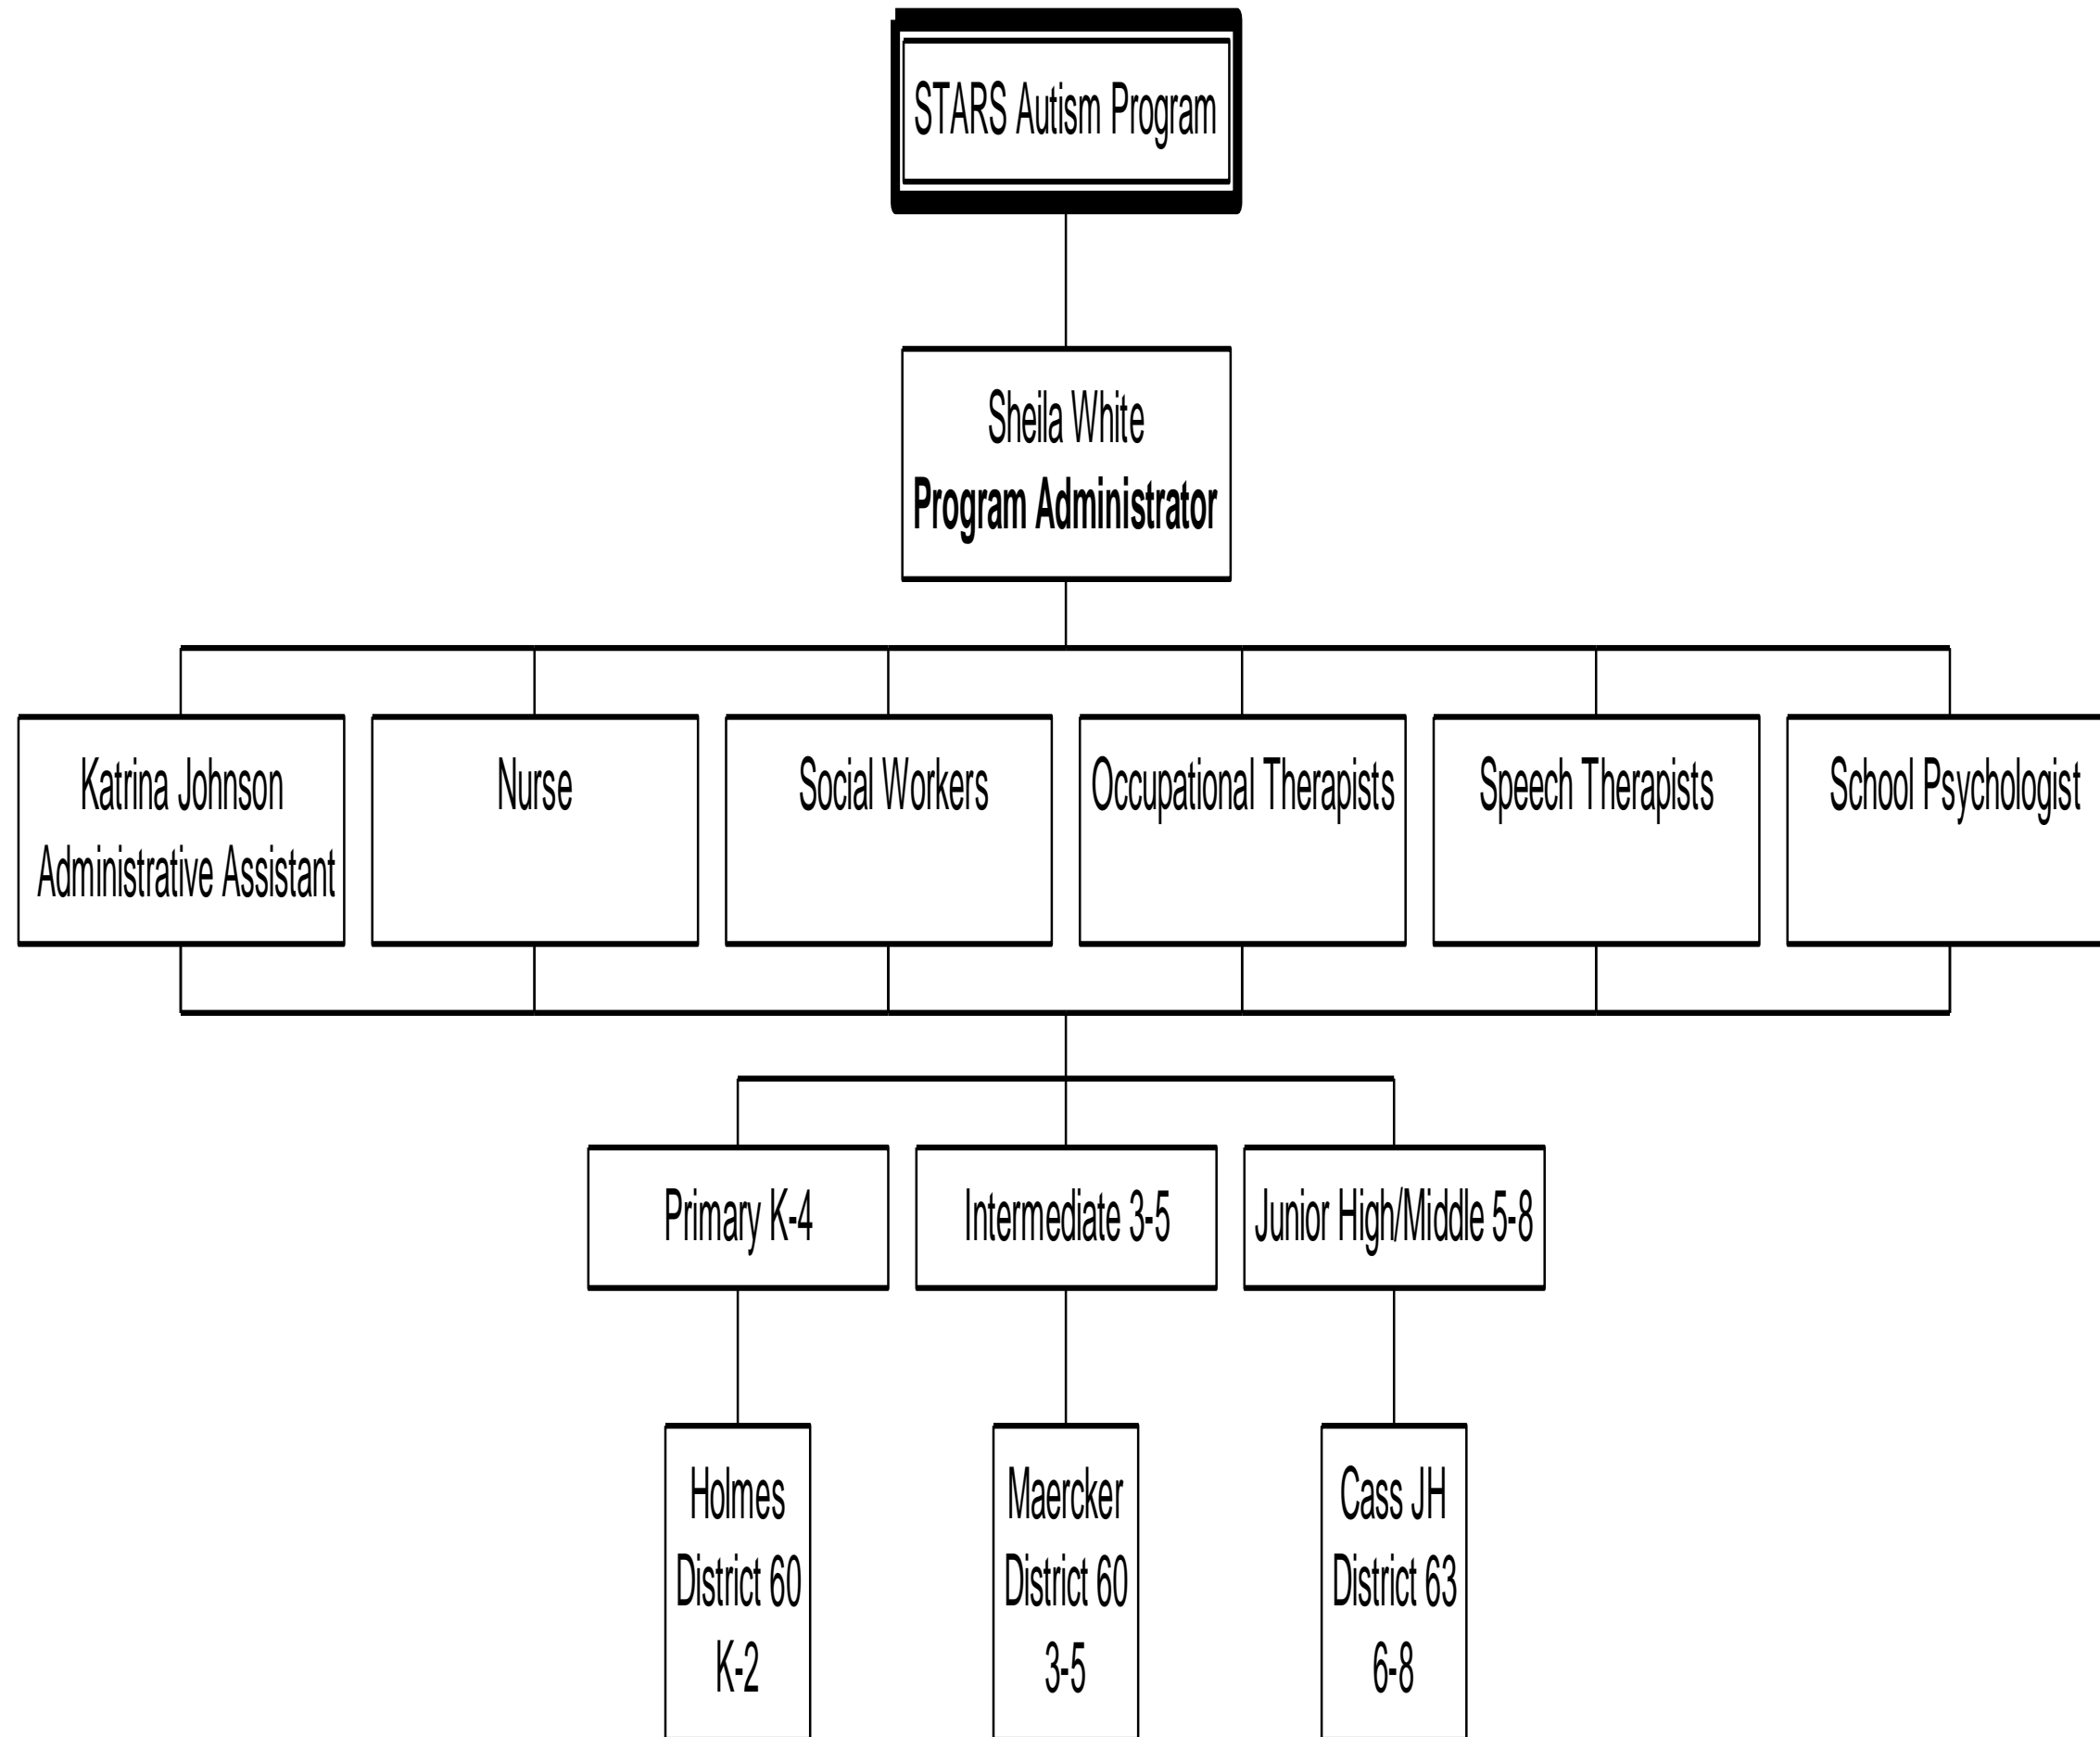 STARS Autism Program
Sheila White
Program Administrator
Katrina Johnson
Administrative Assistant
Nurse
Social Workers
Occupational Therapists
Speech Therapists
School Psychologist
Primary K-4
Intermediate 3-5
Junior High/Middle 5-8
Holmes
District 60
K-2
Maercker
District 60
3-5
Cass JH
District 63
6-8